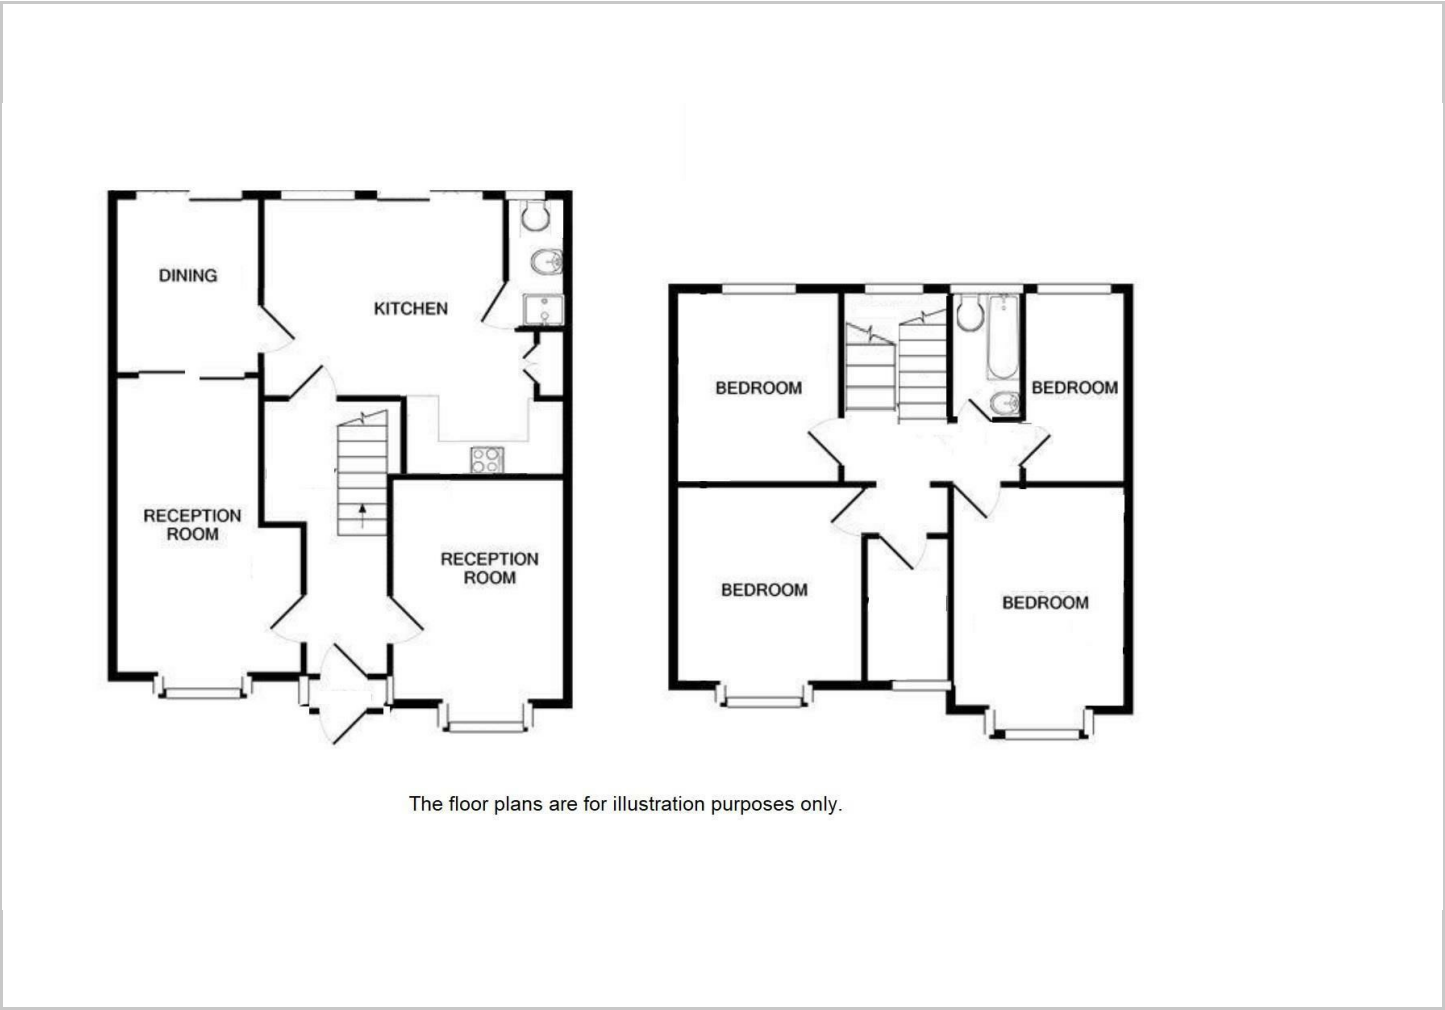 DINING
KITCHEN
RECEPTION
ROOM
RECEPTION
ROOM
BEDROOM
BEDROOM
BEDROOM
BEDROOM
The floor plans are for illustration purposes only.